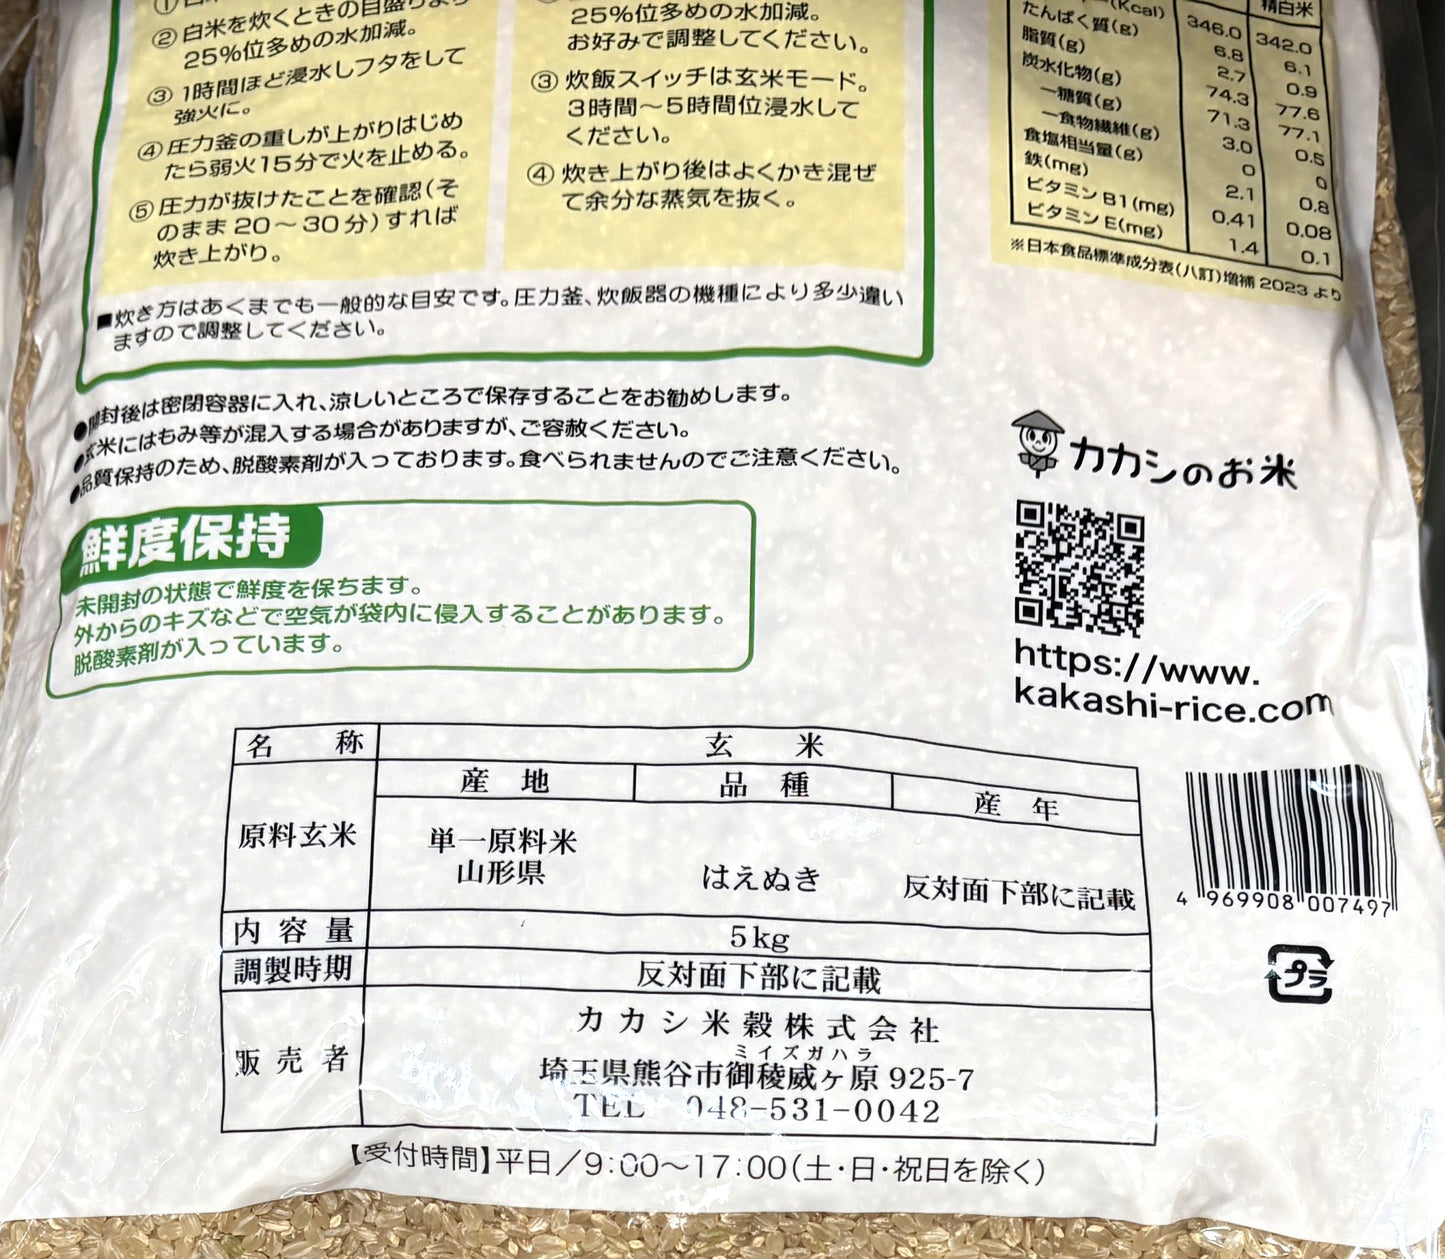 ② 白米を炊くときの目盛りより
25%位多めの水加減。
③ 1時間ほど浸水しフタをして
強火に。
④ 圧力釜の重しが上がりはじめ
たら弱火15分で火を止める。
⑤ 圧力が抜けたことを確認(そ
のまま20〜30分)すれば
炊き上がり。
25%位多めの水加減。
お好みで調整してください。
③ 炊飯スイッチは玄米モード。
3時間〜5時間位浸水して
ください。
④ 炊き上がり後はよくかき混ぜ
て余分な蒸気を抜く。
■炊き方はあくまでも一般的な目安です。圧力釜、炊飯器の機種により多少違い
ますので調整してください。
精白米
(Kcal) 346.0 342.0
たんぱく質(g) 6.8 6.1
脂質(g) 2.7 0.9
炭水化物(g) 74.3 77.6
―糖質(g) 71.3 77.1
―食物繊維(g) 3.0 0.5
食塩相当量(g) 0 0
鉄(mg) 2.1 0.8
ビタミンB1(mg) 0.41 0.08
ビタミンE(mg) 1.4 0.1
※日本食品標準成分表(八訂)増補2023より
●開封後は密閉容器に入れ、涼しいところで保存することをお勧めします。
●玄米にはもみ等が混入する場合がありますが、ご容赦ください。
●品質保持のため、脱酸素剤が入っております。食べられませんのでご注意ください。
鮮度保持
未開封の状態で鮮度を保ちます。
外からのキズなどで空気が袋内に侵入することがあります。
脱酸素剤が入っています。
カカシのお米
https://www.
kakashi-rice.com
名称 玄米
原料玄米 産地 品種 産年
単一原料米
山形県 はえぬき 反対面下部に記載
内容量 5kg
調製時期 反対面下部に記載
販売者 カカシ米穀株式会社
ミイズガハラ
埼玉県熊谷市御稜威ヶ原925-7
TEL 048-531-0042
【受付時間】平日/9:00〜17:00(土・日・祝日を除く)
4 969908 007497
プラ